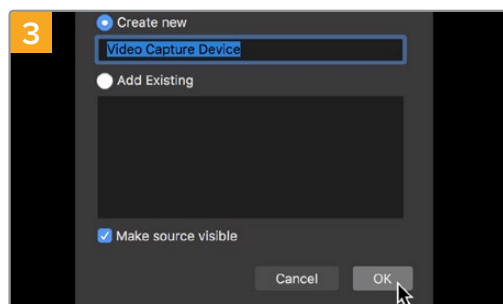 3
Create new
Video Capture Device
Add Existing
Make source visible
Cancel OK